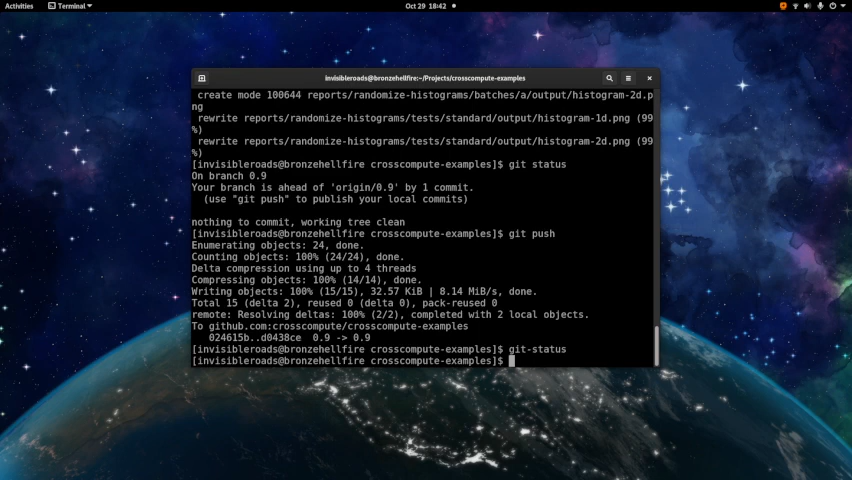 Activities Terminal Oct 29 18:42
invisibleroads@bronzehellfire:~/Projects/crosscompute-examples
create mode 100644 reports/randomize-histograms/batches/a/output/histogram-2d.p
ng
rewrite reports/randomize-histograms/tests/standard/output/histogram-1d.png (99
%)
rewrite reports/randomize-histograms/tests/standard/output/histogram-2d.png (99
%)
[invisibleroads@bronzehellfire crosscompute-examples]$ git status
On branch 0.9
Your branch is ahead of 'origin/0.9' by 1 commit.
(use "git push" to publish your local commits)
nothing to commit, working tree clean
[invisibleroads@bronzehellfire crosscompute-examples]$ git push
Enumerating objects: 24, done.
Counting objects: 100% (24/24), done.
Delta compression using up to 4 threads
Compressing objects: 100% (14/14), done.
Writing objects: 100% (15/15), 32.57 KiB | 8.14 MiB/s, done.
Total 15 (delta 2), reused 0 (delta 0), pack-reused 0
remote: Resolving deltas: 100% (2/2), completed with 2 local objects.
To github.com:crosscompute/crosscompute-examples
024615b..d0438ce  0.9 -> 0.9
[invisibleroads@bronzehellfire crosscompute-examples]$ git-status
[invisibleroads@bronzehellfire crosscompute-examples]$